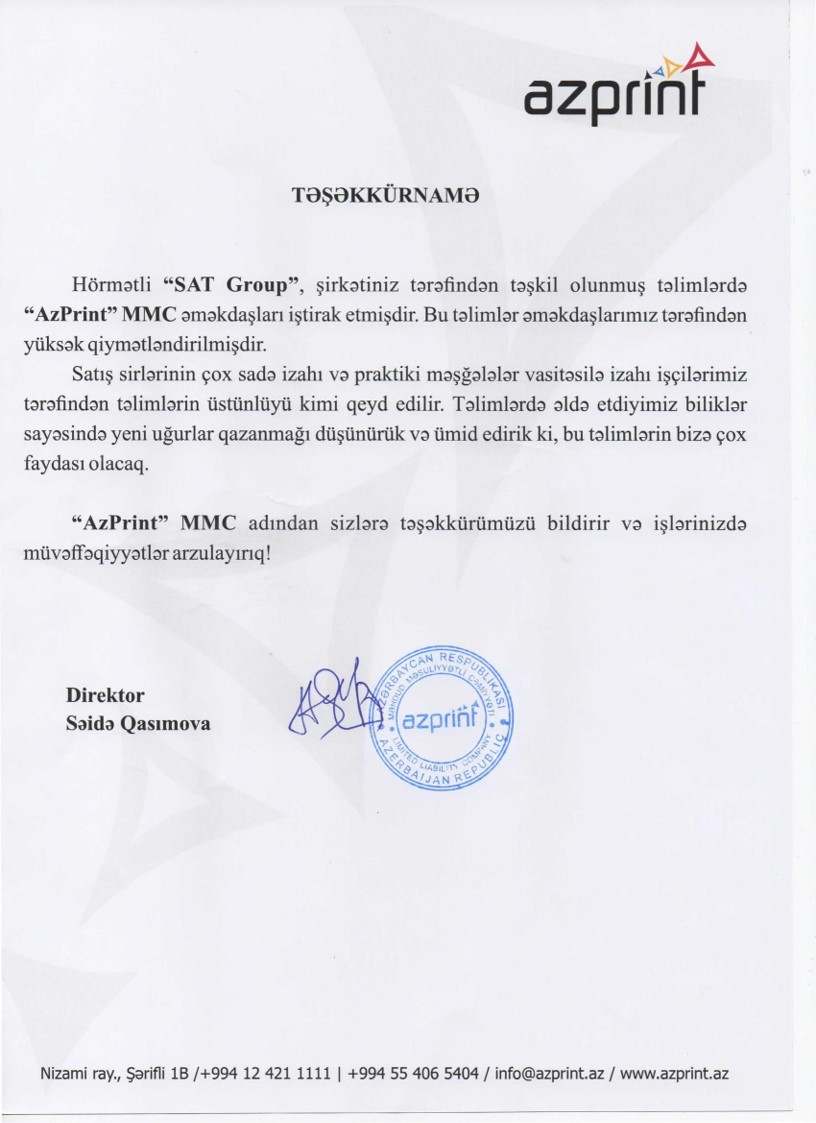 azprint
TƏŞƏKKÜRNAMƏ
Hörmətli “SAT Group”, şirkətiniz tərəfindən təşkil olunmuş təlimlərdə
“AzPrint” MMC əməkdaşları iştirak etmişdir. Bu təlimlər əməkdaşlarımız tərəfindən
yüksək qiymətləndirilmişdir.
Satış sirlərinin çox sadə izahı və praktiki məşğələlər vasitəsilə izahı işçilərimiz
tərəfindən təlimlərin üstünlüyü kimi qeyd edilir. Təlimlərdə əldə etdiyimiz biliklər
sayəsində yeni uğurlar qazanmağı düşünürük və ümid edirik ki, bu təlimlərin bizə çox
faydası olacaq.
“AzPrint” MMC adından sizlərə təşəkkürümüzü bildirir və işlərinizdə
müvəffəqiyyətlər arzulayırıq!
Direktor
Səidə Qasımova
AZƏRBAYCAN RESPUBLİKASI
MƏHDUD MƏSULİYYƏTLİ CƏMİYYƏTİ
azprint
LIMITED LIABILITY COMPANY
AZERBAIJAN REPUBLIC
Nizami ray., Şərifli 1B /+994 12 421 1111 | +994 55 406 5404 / info@azprint.az / www.azprint.az